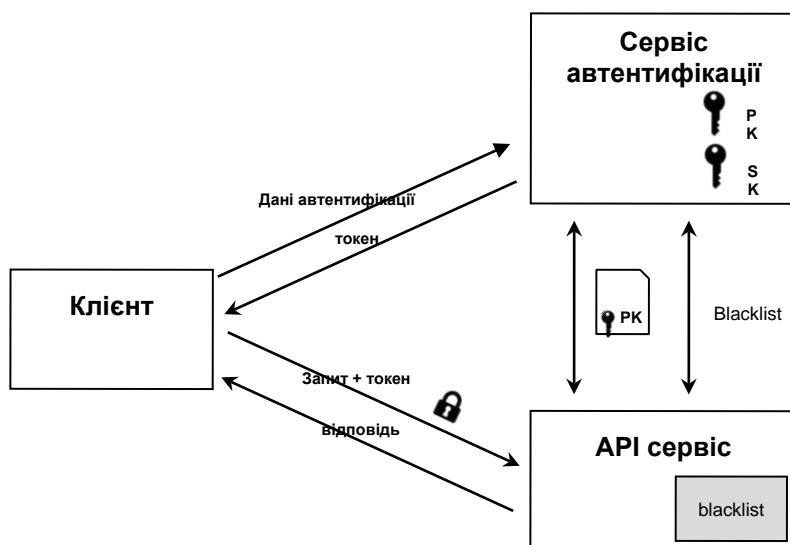 Сервіс
автентифікації
P
K
S
K
Дані автентифікації
токен
Клієнт
PK
Blacklist
Запит + токен
відповідь
API сервіс
blacklist